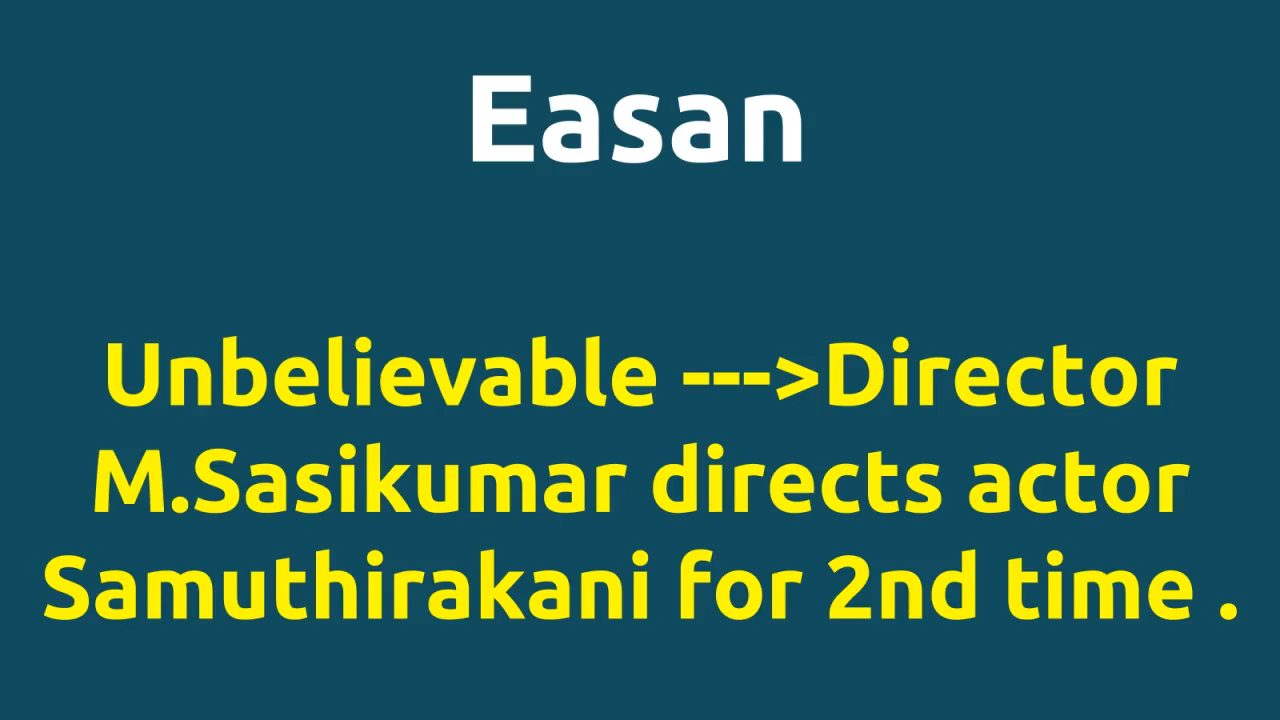 Easan
Unbelievable --->Director
M.Sasikumar directs actor
Samuthirakani for 2nd time .